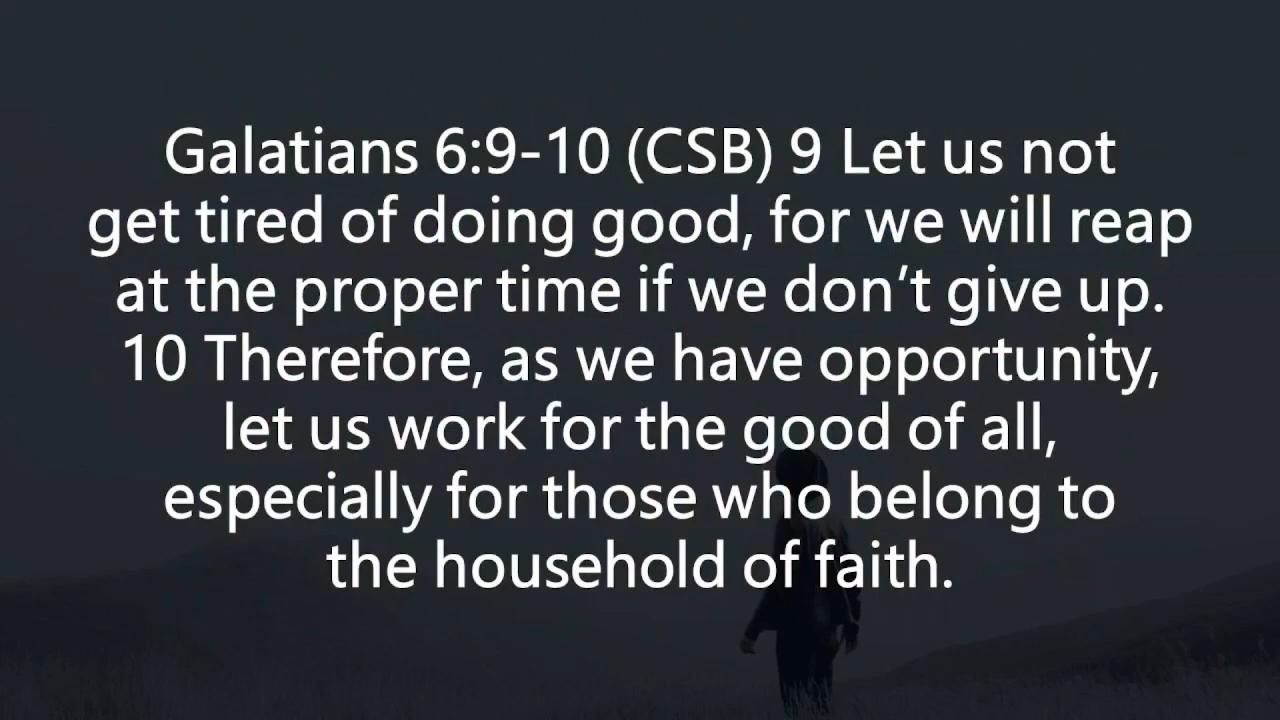 Galatians 6:9-10 (CSB) 9 Let us not
get tired of doing good, for we will reap
at the proper time if we don’t give up.
10 Therefore, as we have opportunity,
let us work for the good of all,
especially for those who belong to
the household of faith.